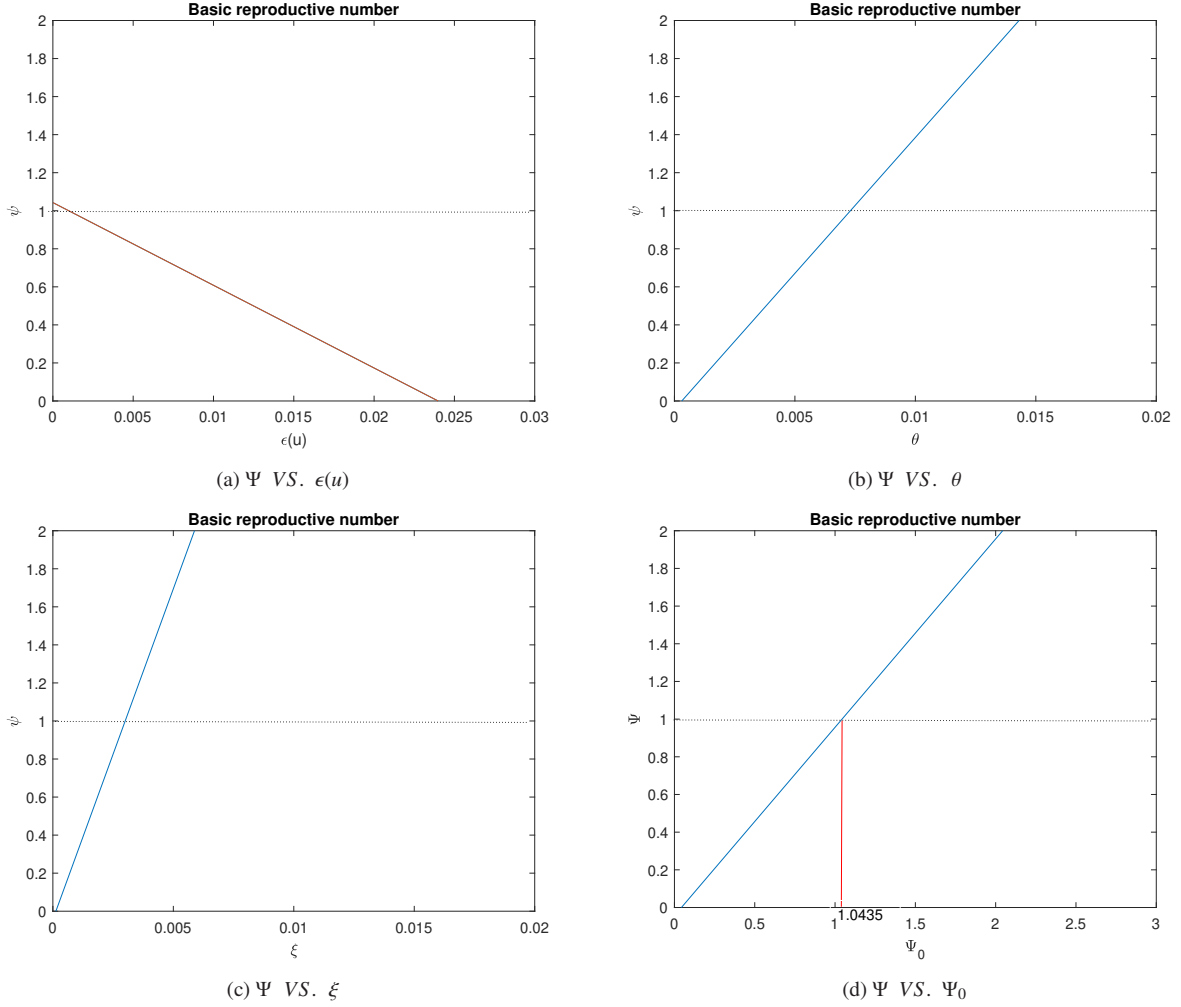 Basic reproductive number
2
1.8
1.6
1.4
1.2
1
0.8
0.6
0.4
0.2
0
ψ
0 0.005 0.01 0.015 0.02 0.025 0.03
ϵ(u)
(a) Ψ VS. ϵ(u)
Basic reproductive number
2
1.8
1.6
1.4
1.2
1
0.8
0.6
0.4
0.2
0
ψ
0 0.005 0.01 0.015 0.02
θ
(b) Ψ VS. θ
Basic reproductive number
2
1.8
1.6
1.4
1.2
1
0.8
0.6
0.4
0.2
0
ψ
0 0.005 0.01 0.015 0.02
ξ
(c) Ψ VS. ξ
Basic reproductive number
2
1.8
1.6
1.4
1.2
1
0.8
0.6
0.4
0.2
0
Ψ
0 0.5 1 1.5 2 2.5 3
1.0435
Ψ₀
(d) Ψ VS. Ψ₀